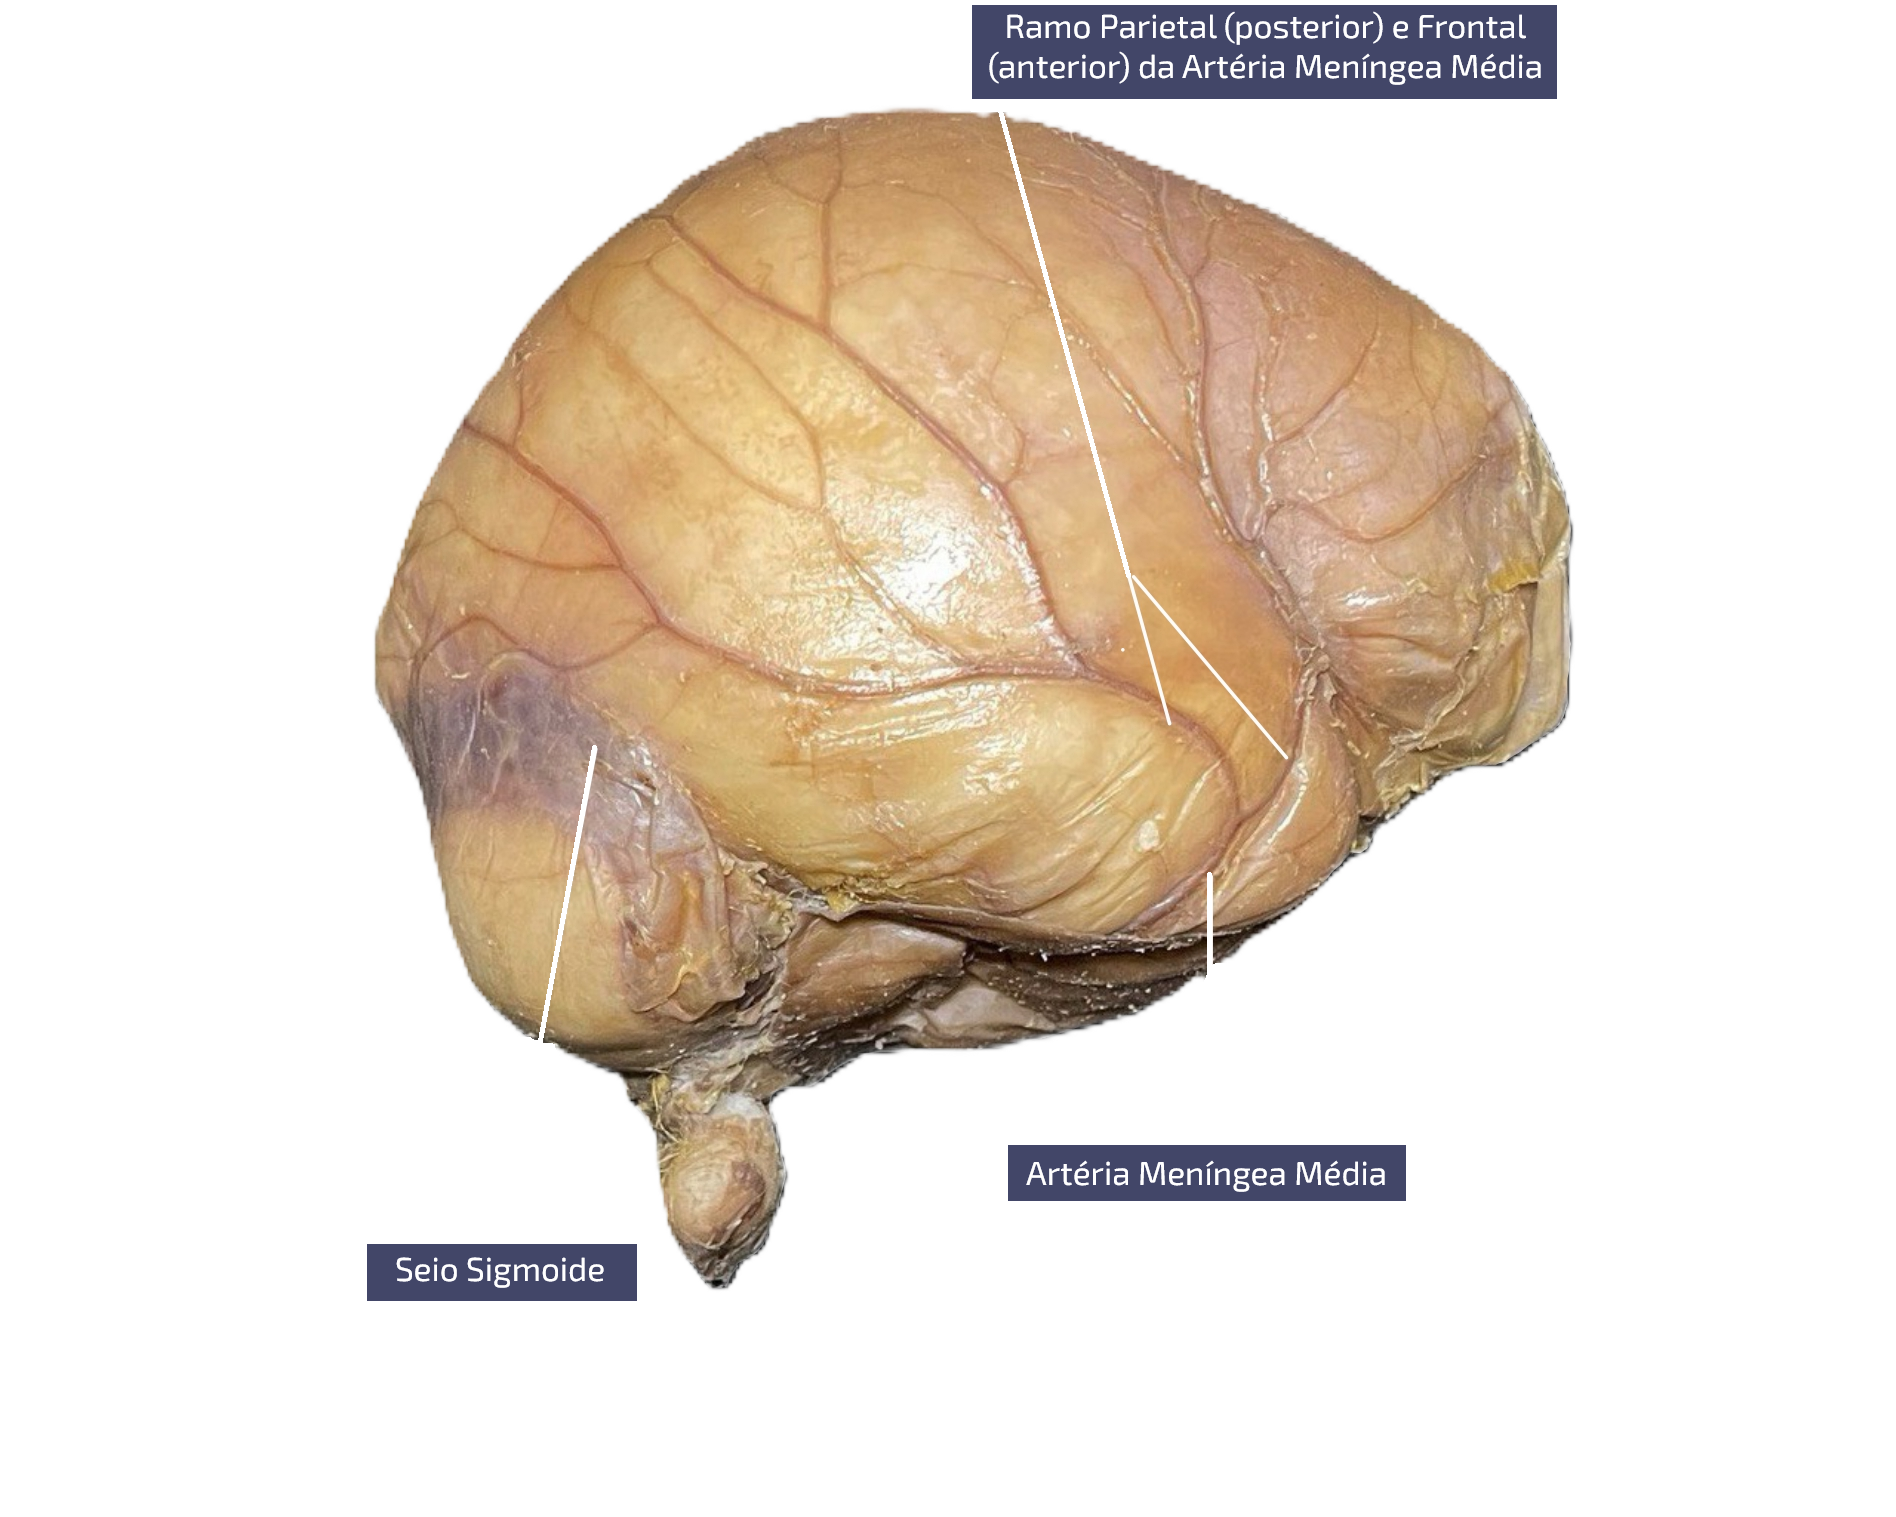 Ramo Parietal (posterior) e Frontal
(anterior) da Artéria Meníngea Média
Artéria Meníngea Média
Seio Sigmoide